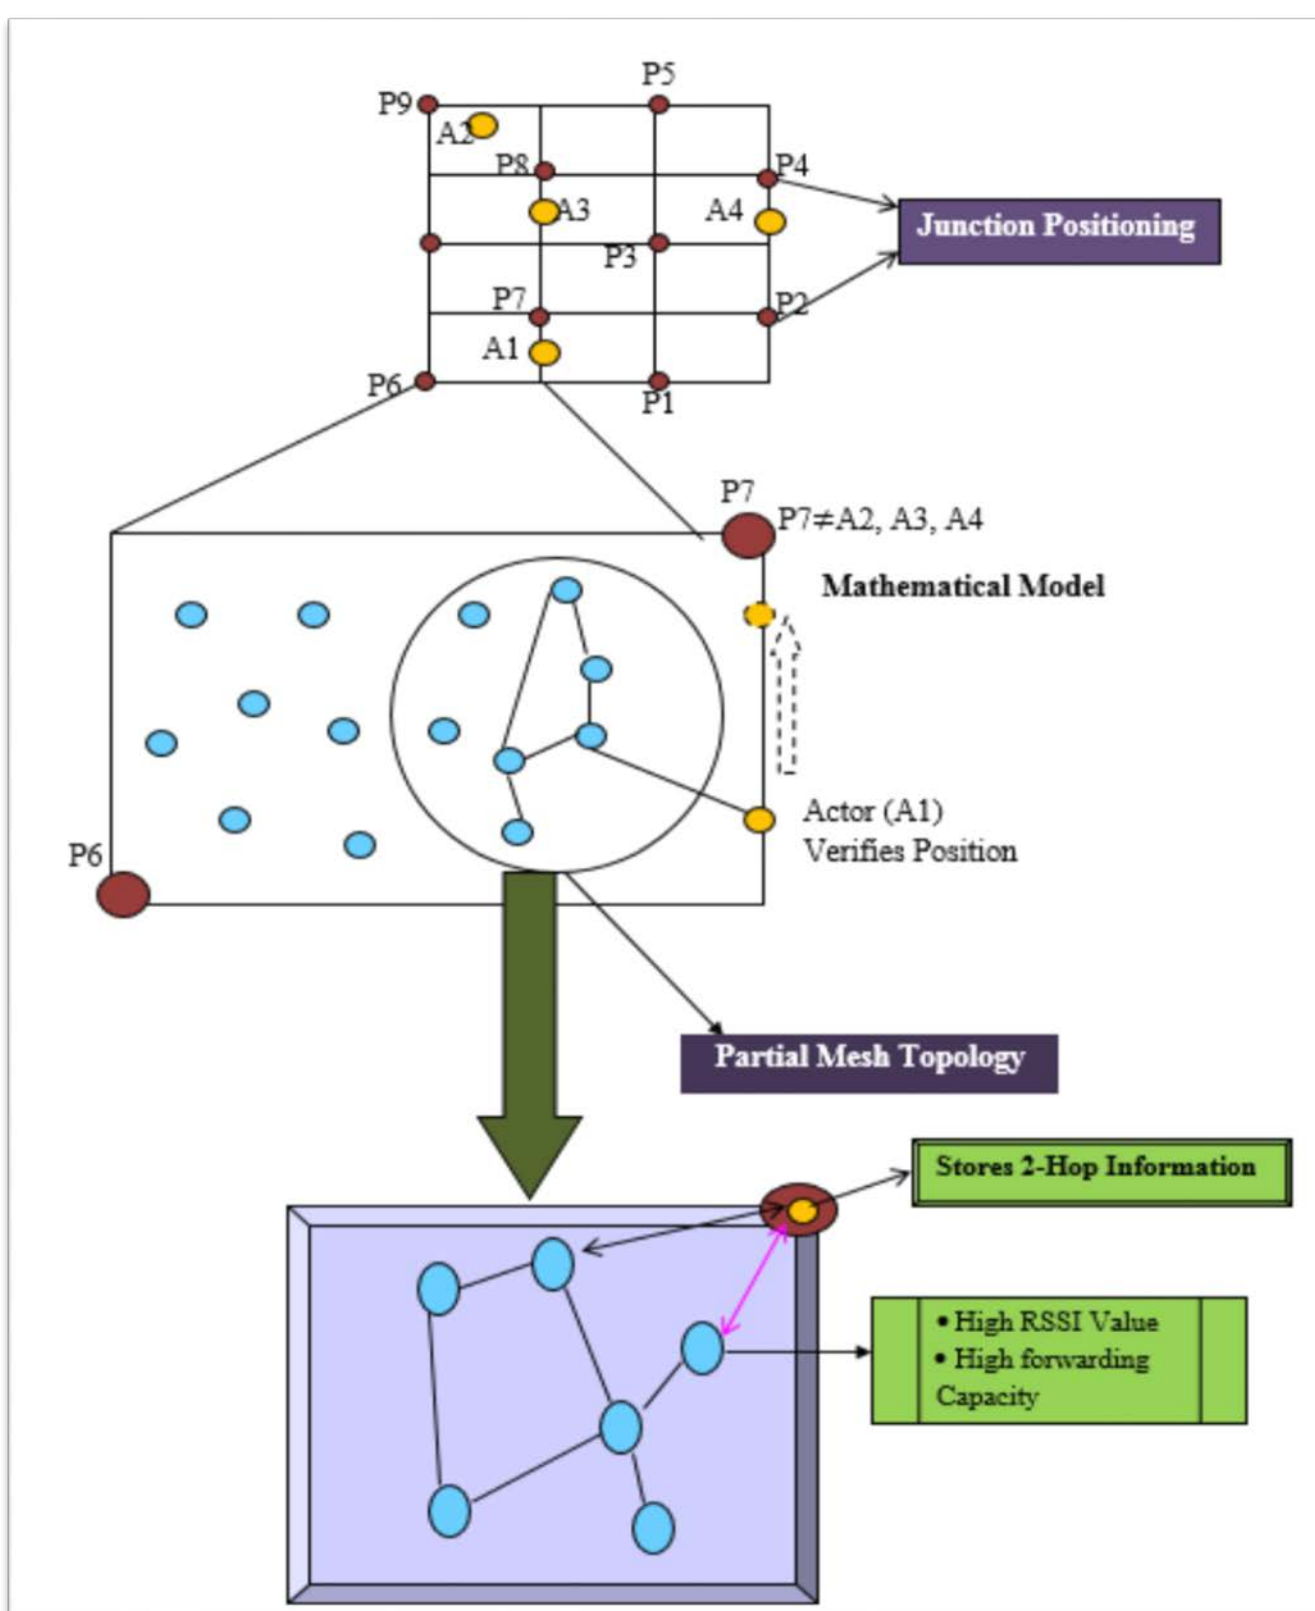 P5
P9
A2
P8
P4
A3
A4
Junction Positioning
P3
P7
P2
A1
P6
P1
P7
P7≠A2, A3, A4
Mathematical Model
Actor (A1)
Verifies Position
P6
Partial Mesh Topology
Stores 2-Hop Information
• High RSSI Value
• High forwarding
Capacity